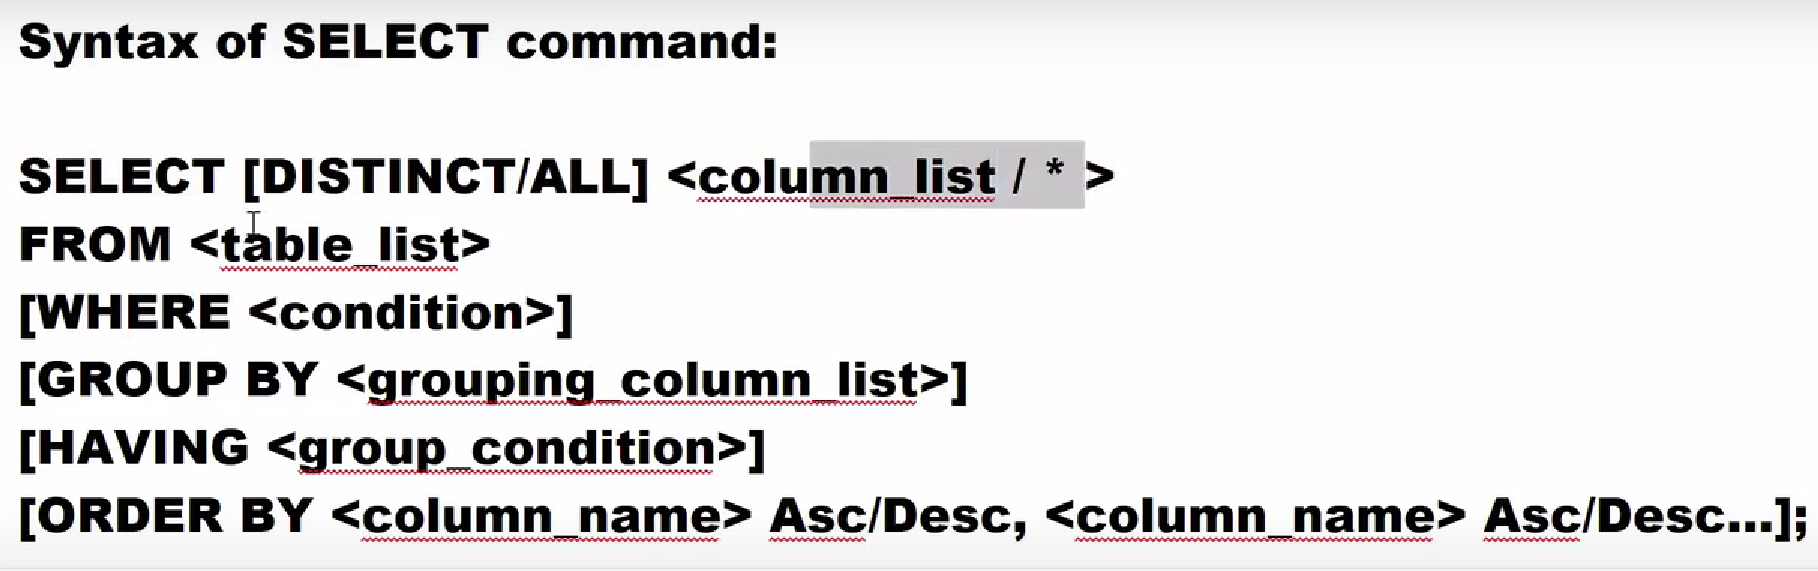 Syntax of SELECT command:
SELECT [DISTINCT/ALL] <column_list / * >
FROM <table_list>
[WHERE <condition>]
[GROUP BY <grouping_column_list>]
[HAVING <group_condition>]
[ORDER BY <column_name> Asc/Desc, <column_name> Asc/Desc...];